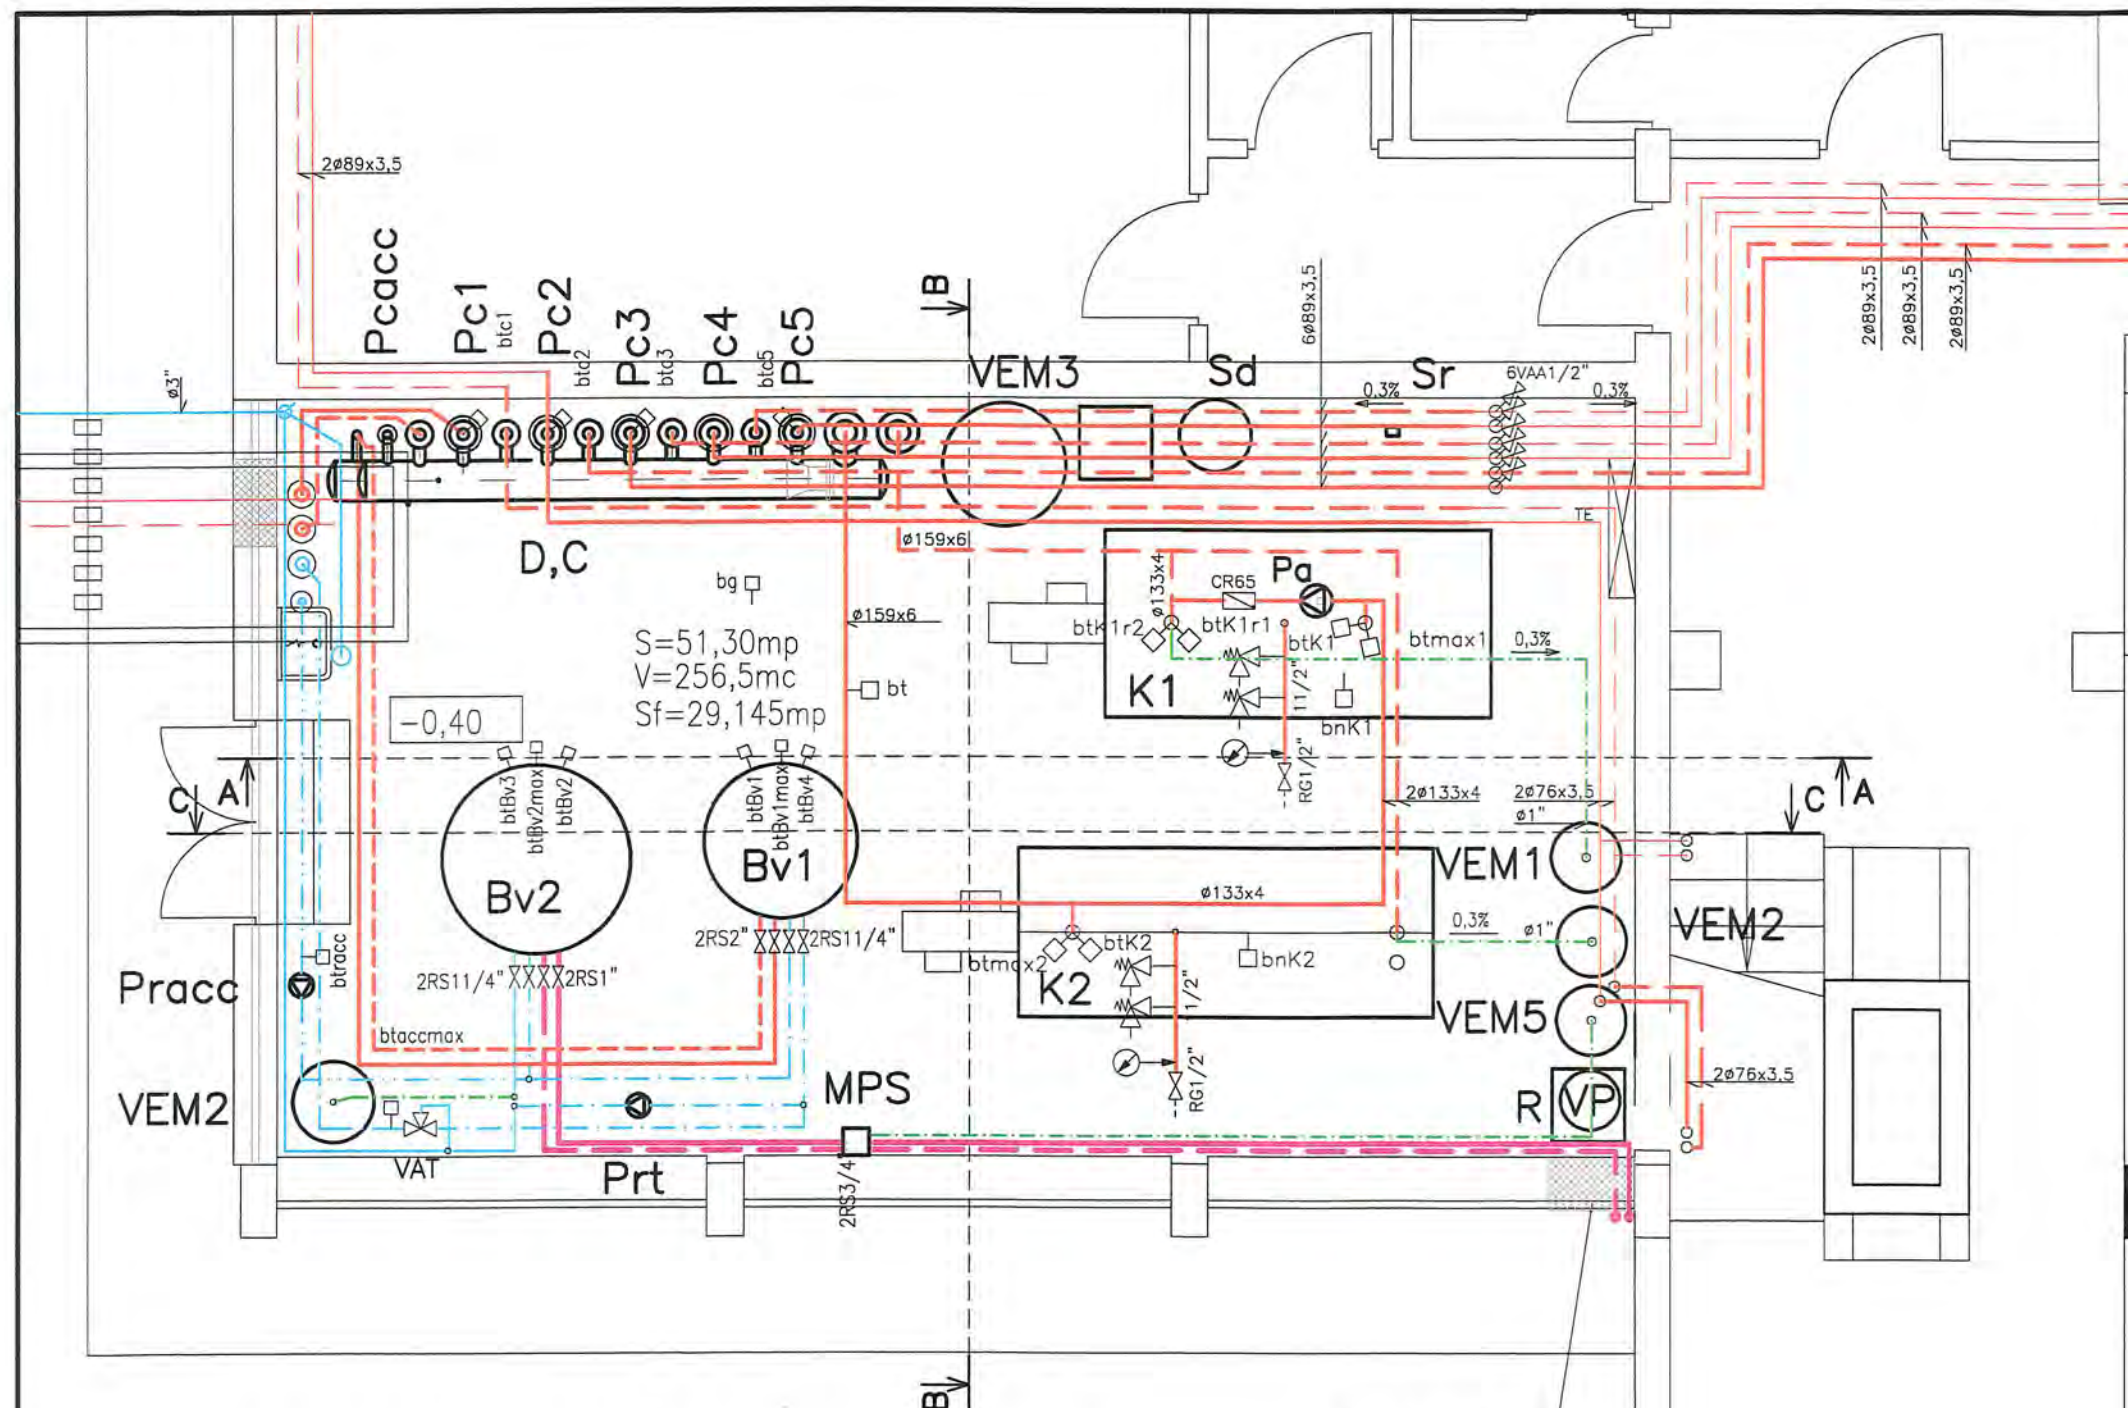 2ø89x3,5
Pcacc
Pc1
btc1
Pc2
btc2
Pc3
btc3
Pc4
btc5
Pc5
B
VEM3
Sd
Sr
6ø89x3,5
0,3%
6VAA1/2"
0,3%
2ø89x3,5
2ø89x3,5
2ø89x3,5
ø3"
D,C
ø159x6
TE
bg
ø159x6
ø133x4
CR65
Pa
btK1r2
btK1r1
btK1
btmax1
0,3%
S=51,30mp
V=256,5mc
Sf=29,145mp
bt
K1
11/2"
bnK1
-0,40
RG1/2"
A
C
btBv3
btBv2max
btBv2
btBv1
btBv1max
btBv4
2ø133x4
2ø76x3,5
ø1"
C
A
Bv2
Bv1
VEM1
ø133x4
VEM2
2RS2"
2RS11/4"
btK2
bnK2
0,3%
ø1"
btmax2
K2
1/2"
2RS11/4"
2RS1"
Pracc
btracc
VEM5
btaccmax
RG1/2"
2ø76x3,5
VEM2
MPS
R
VP
VAT
Prt
2RS3/4
B